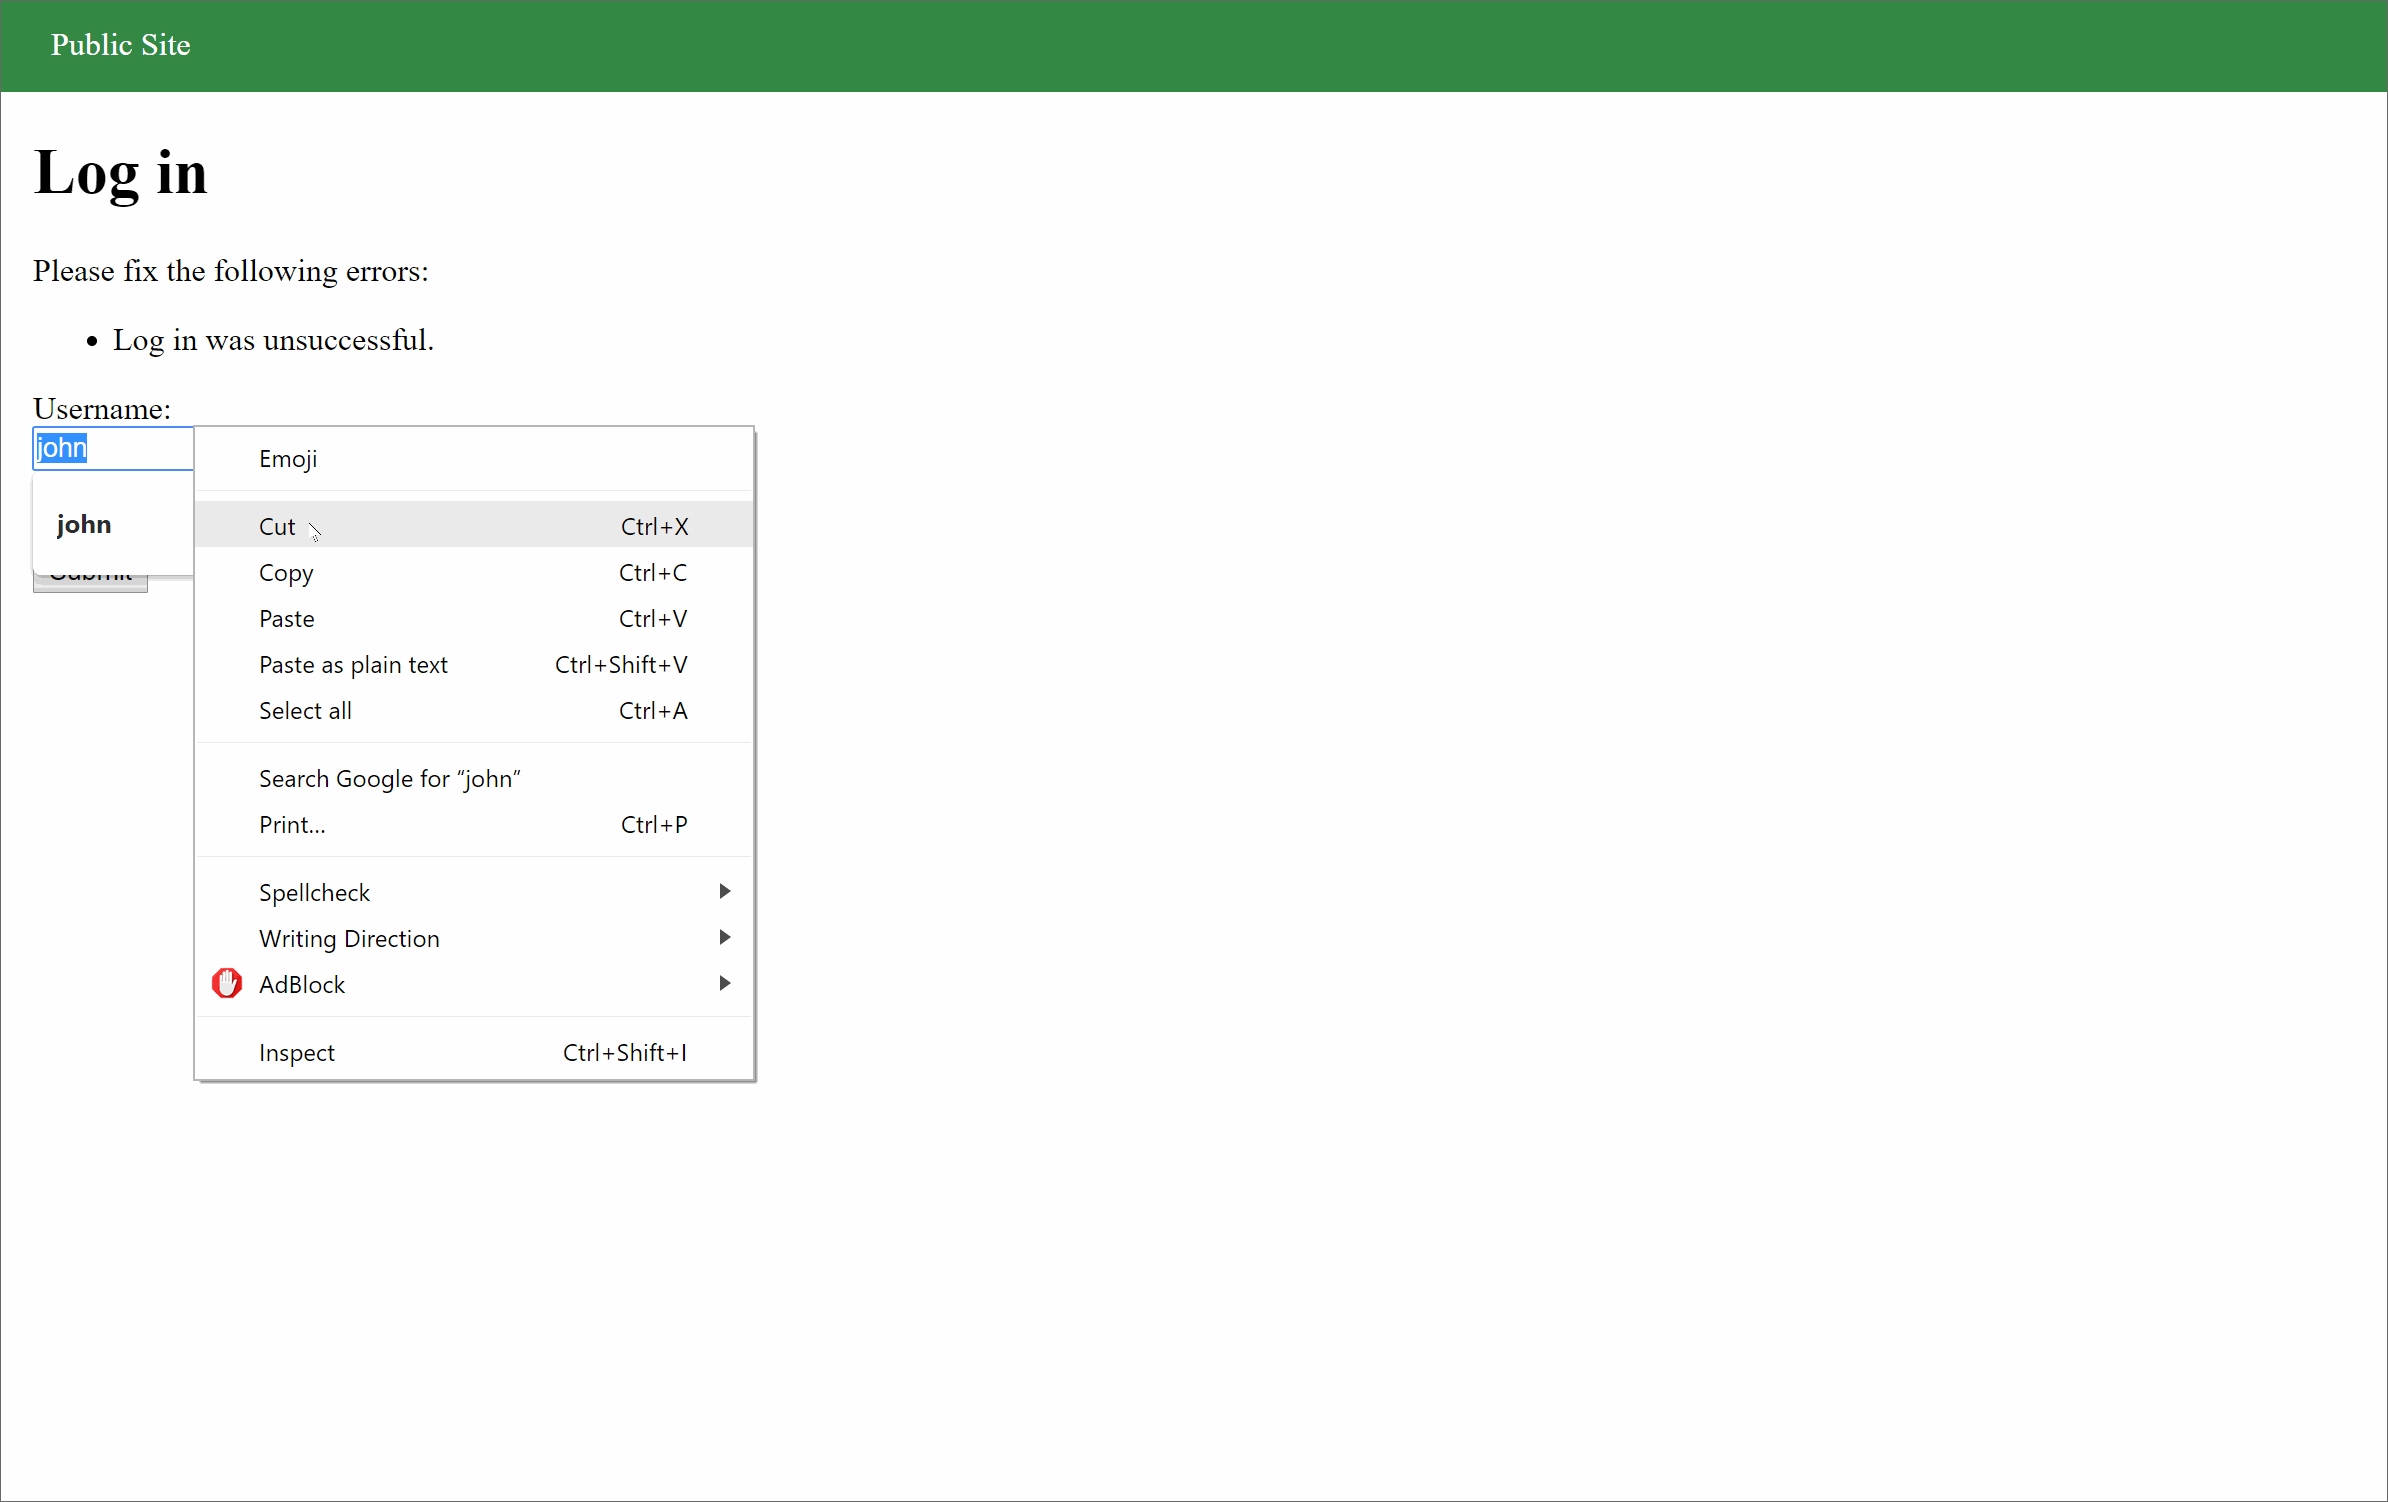 Public Site
Log in
Please fix the following errors:
• Log in was unsuccessful.
Username:
john
john
Submit
Emoji
Cut Ctrl+X
Copy Ctrl+C
Paste Ctrl+V
Paste as plain text Ctrl+Shift+V
Select all Ctrl+A
Search Google for “john”
Print... Ctrl+P
Spellcheck
Writing Direction
AdBlock
Inspect Ctrl+Shift+I